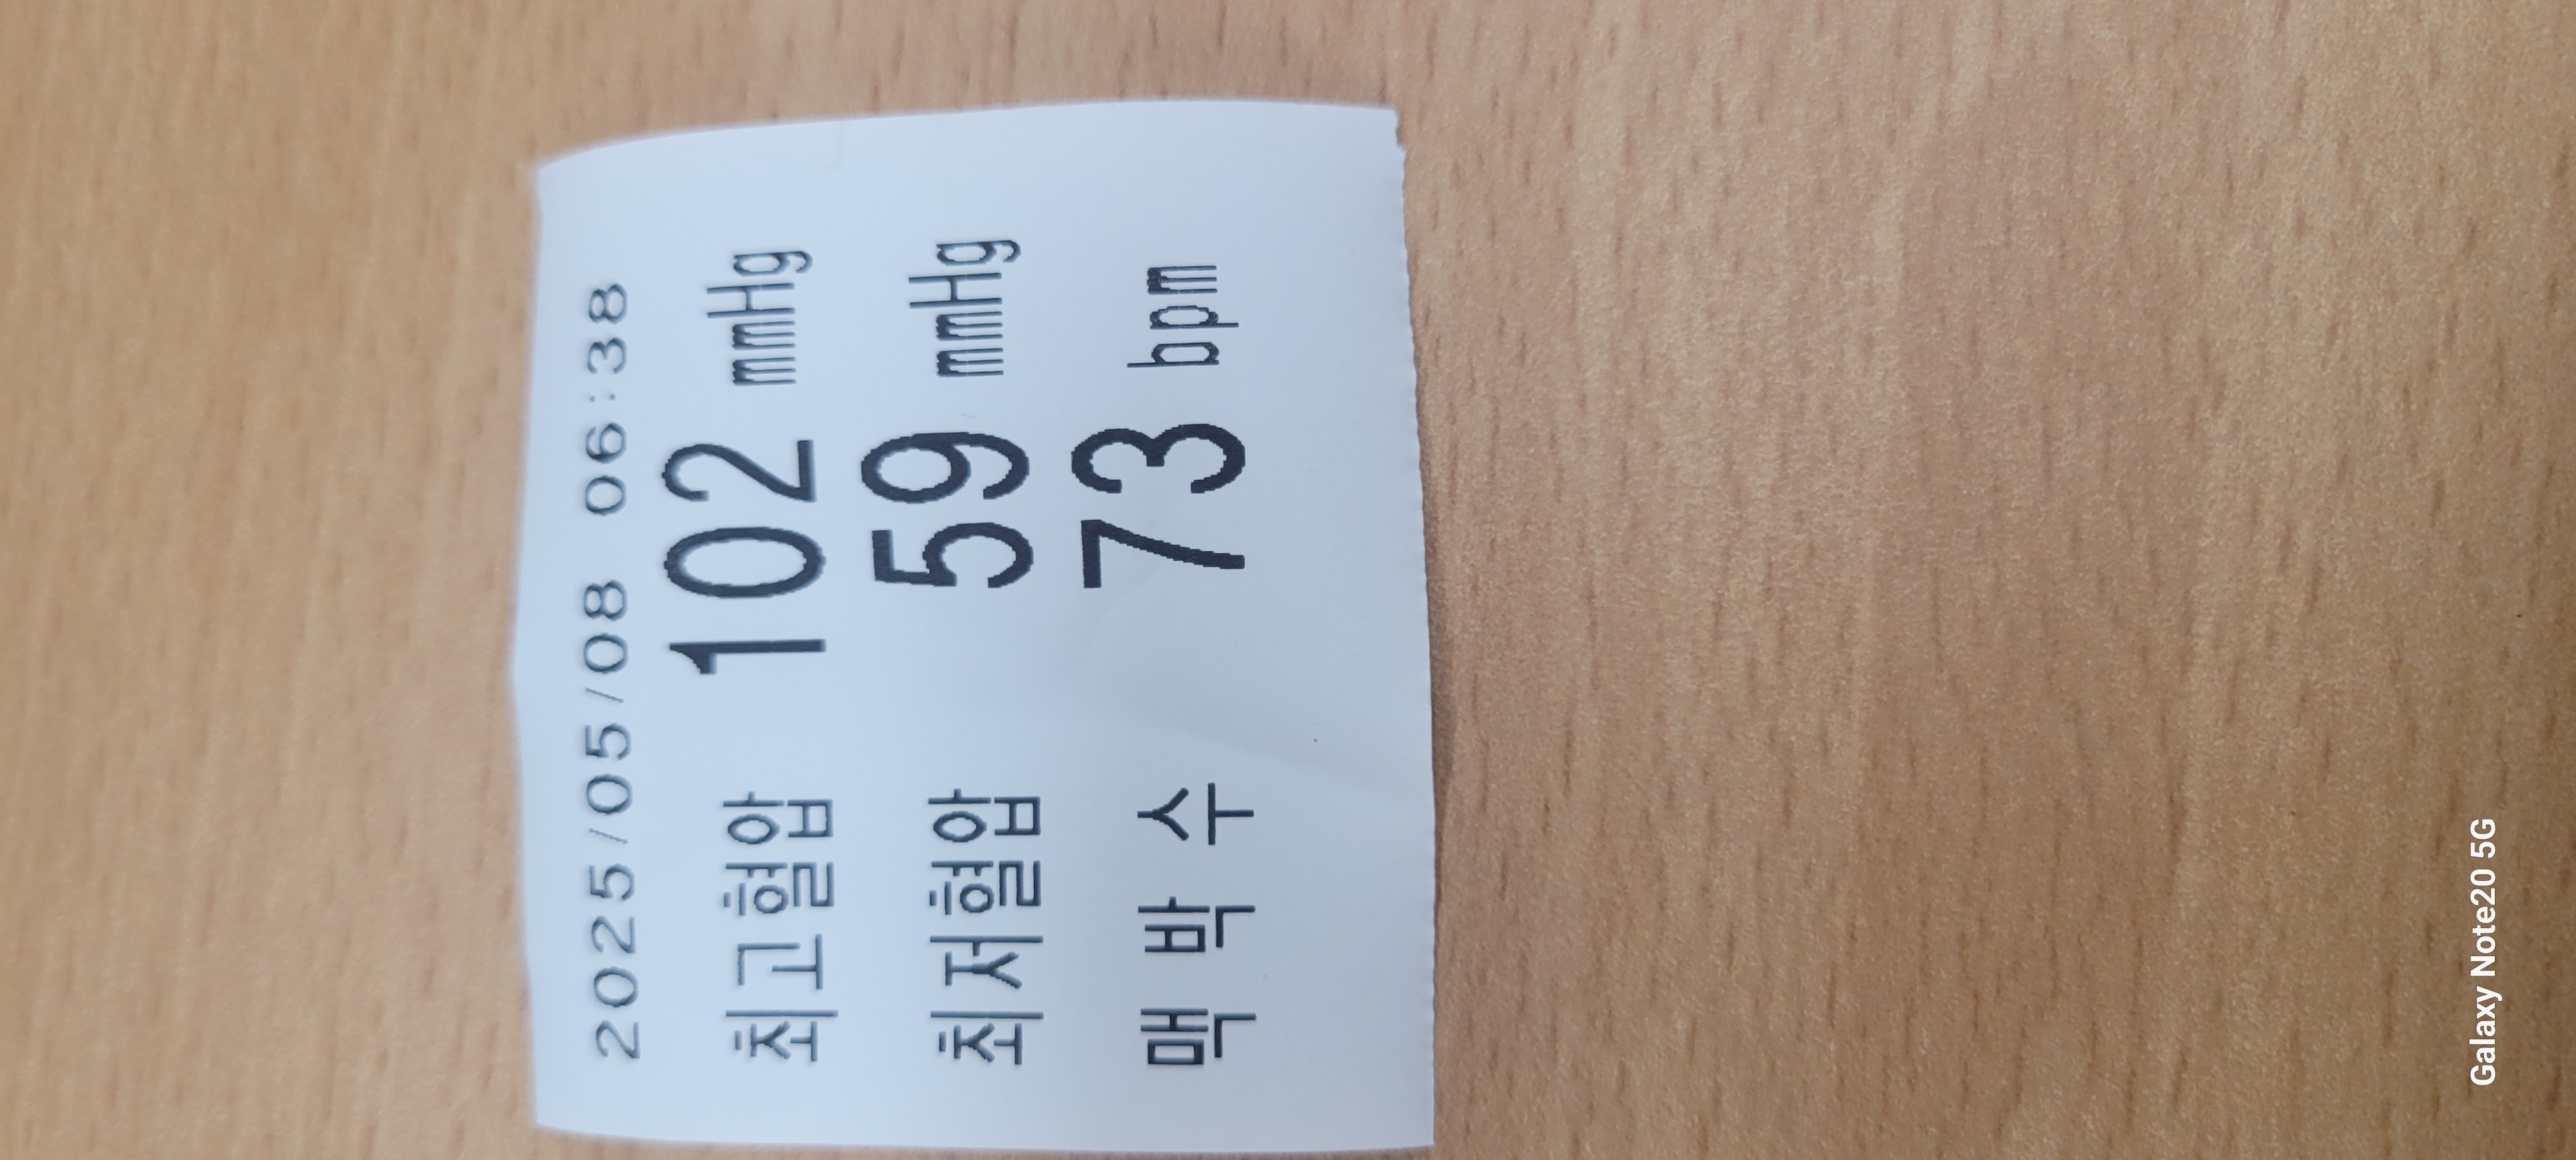 2025/05/08 06:38
최고혈압 102 mmHg
최저혈압 59 mmHg
맥 박 수 73 bpm
Galaxy Note20 5G